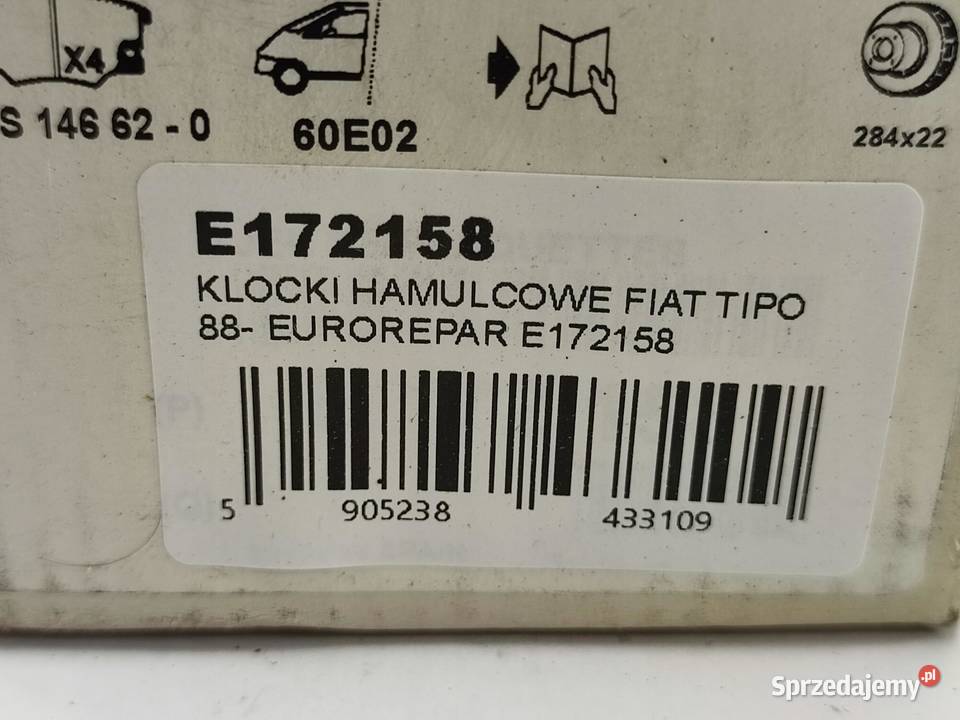 X4
S 146 62 - 0
60E02
284x22
E172158
KLOCKI HAMULCOWE FIAT TIPO
88- EUROREPAR E172158
5 905238 433109
Sprzedajemy.pl